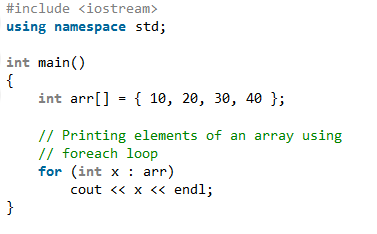 #include <iostream>
using namespace std;
int main()
{
    int arr[] = { 10, 20, 30, 40 };
    // Printing elements of an array using
    // foreach loop
    for (int x : arr)
        cout << x << endl;
}